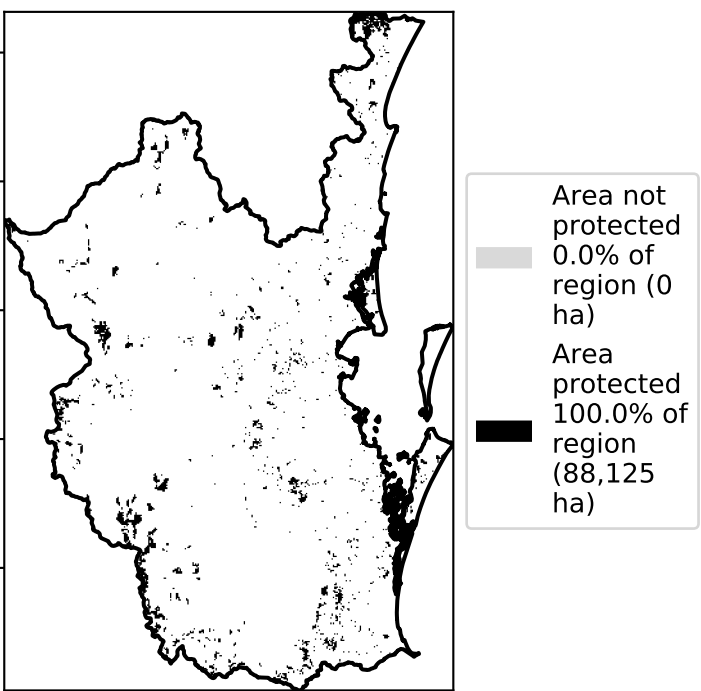 Area not
protected
0.0% of
region (0
ha)
Area
protected
100.0% of
region
(88,125
ha)